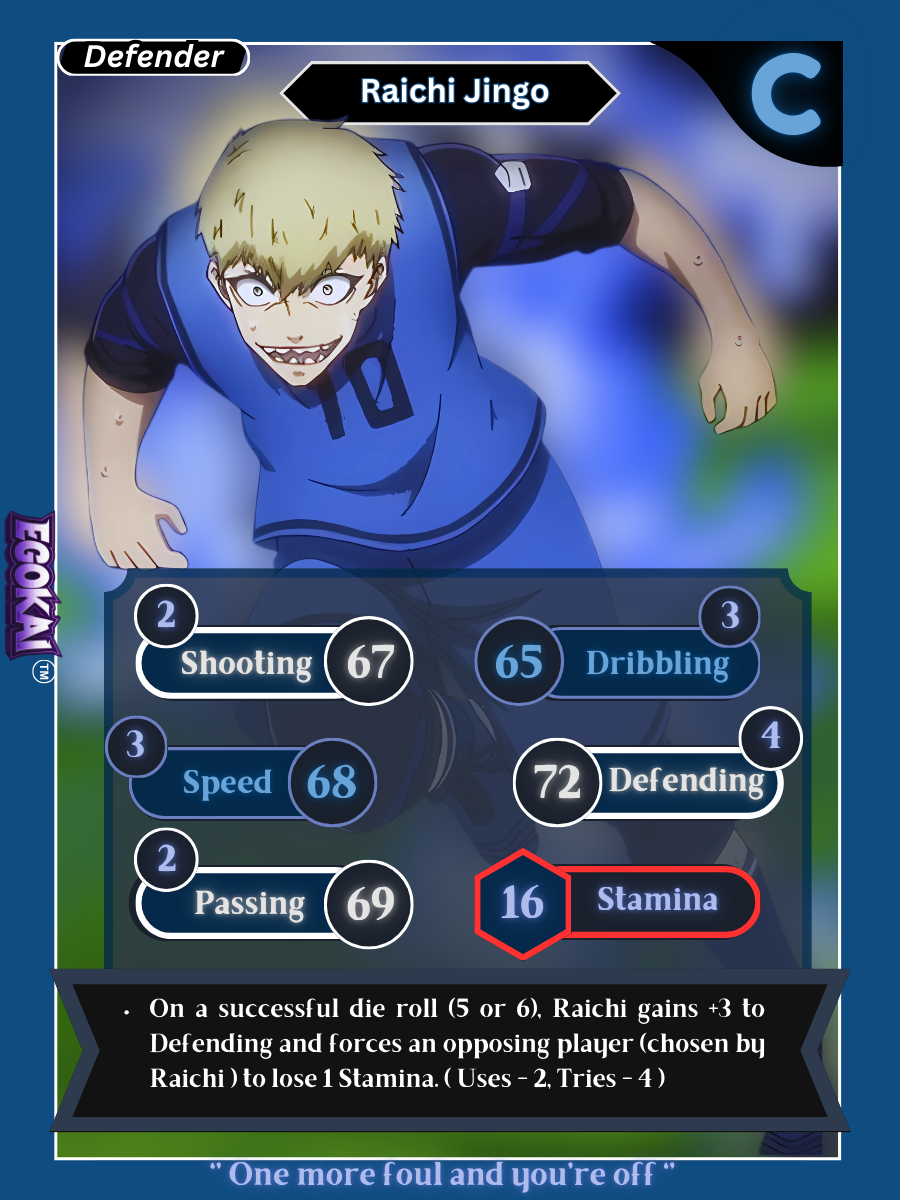 Defender
Raichi Jingo
C
10
EGOKAI
TM
2
Shooting 67
3
65 Dribbling
3
Speed 68
4
72 Defending
2
Passing 69
16 Stamina
· On a successful die roll (5 or 6), Raichi gains +3 to
Defending and forces an opposing player (chosen by
Raichi ) to lose 1 Stamina. ( Uses - 2, Tries - 4 )
" One more foul and you're off "